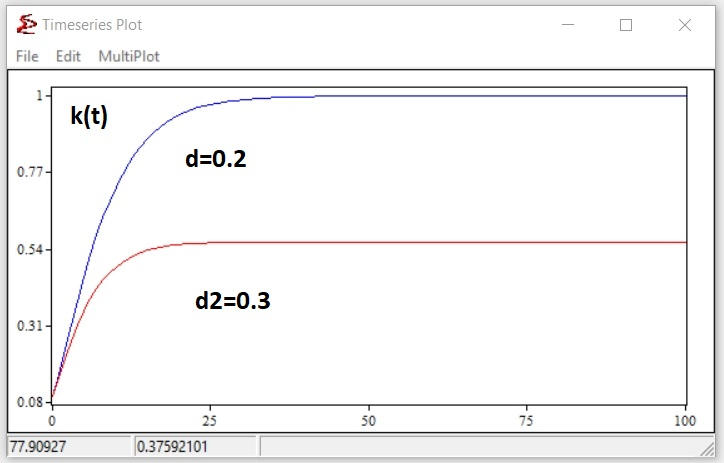 Timeseries Plot
File Edit MultiPlot
1
k(t)
d=0.2
0.77
0.54
d2=0.3
0.31
0.08
0 25 50 75 100
77.90927 0.37592101